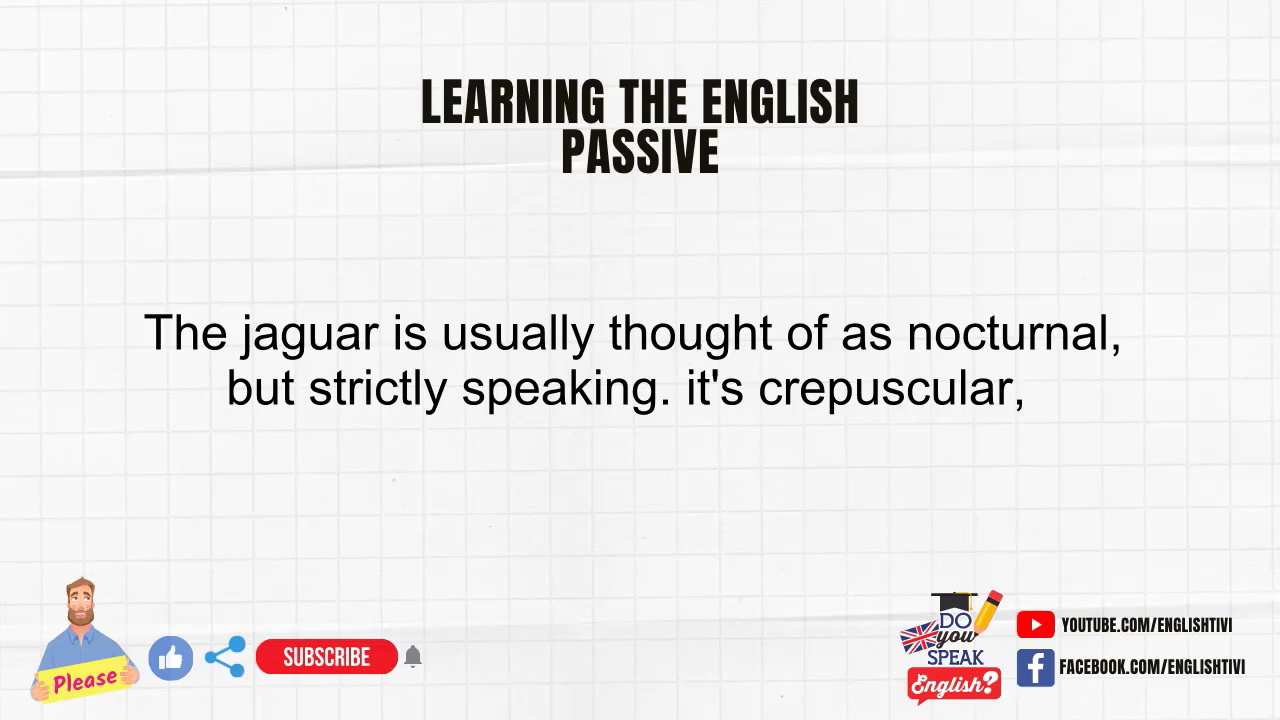 LEARNING THE ENGLISH
PASSIVE
The jaguar is usually thought of as nocturnal,
but strictly speaking. it's crepuscular,
Please
SUBSCRIBE
DO
you
SPEAK
English?
YOUTUBE.COM/ENGLISHTIVI
FACEBOOK.COM/ENGLISHTIVI